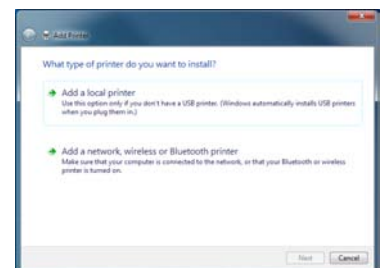 Add Printer
What type of printer do you want to install?
Add a local printer
Use this option only if you don't have a USB printer. (Windows automatically installs USB printers
when you plug them in.)
Add a network, wireless or Bluetooth printer
Make sure that your computer is connected to the network, or that your Bluetooth or wireless
printer is turned on.
Next Cancel